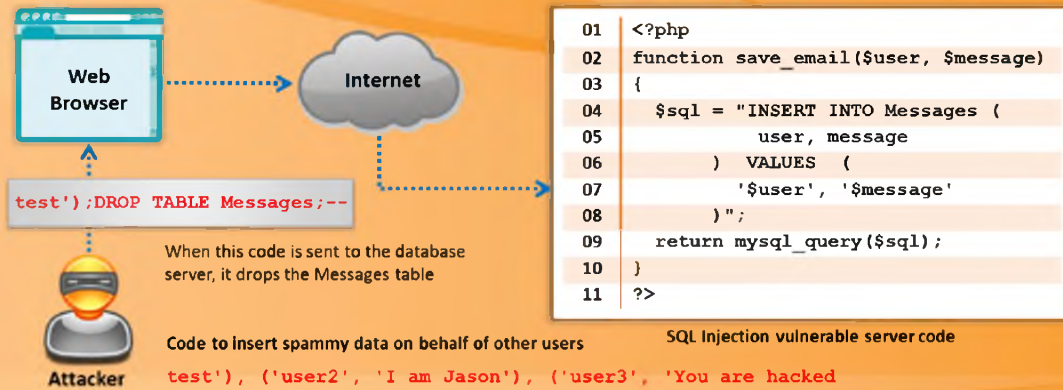 Web
Browser
Internet
test');DROP TABLE Messages;--
When this code is sent to the database
server, it drops the Messages table
Attacker
Code to insert spammy data on behalf of other users
test'), ('user2', 'I am Jason'), ('user3', 'You are hacked
01 <?php
02 function save_email($user, $message)
03 {
04 $sql = "INSERT INTO Messages (
05 user, message
06 ) VALUES (
07 '$user', '$message'
08 )";
09 return mysql_query($sql);
10 }
11 ?>
SQL Injection vulnerable server code